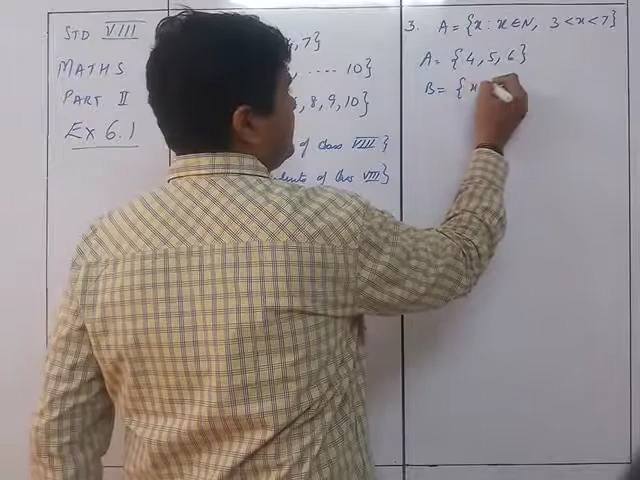 STD VIII
MATHS
PART II
Ex 6.1
, 7}
, .... 10}
, 8, 9, 10}
of class VIII}
of class VIII}
3. A = {x : x ∈ N, 3 < x < 7}
A = {4, 5, 6}
B = {x